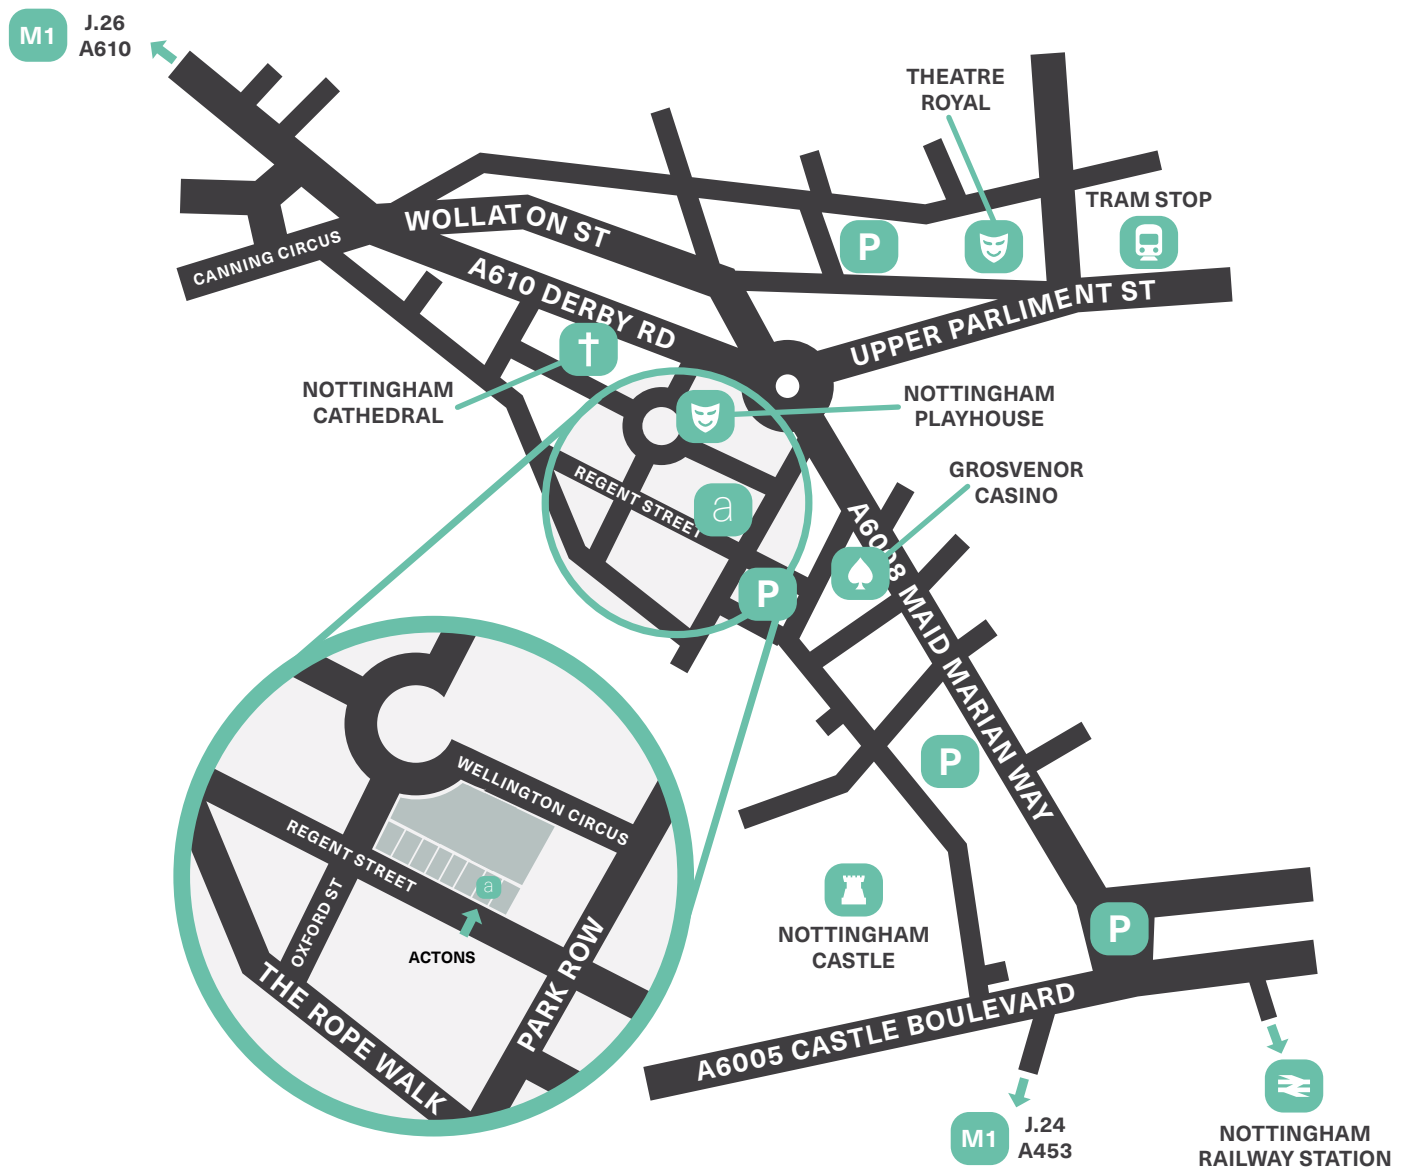 M1
J.26
A610
THEATRE
ROYAL
TRAM STOP
P
WOLLATON ST
CANNING CIRCUS
A610 DERBY RD
UPPER PARLIMENT ST
NOTTINGHAM
CATHEDRAL
NOTTINGHAM
PLAYHOUSE
GROSVENOR
CASINO
REGENT STREET
a
P
A6008 MAID MARIAN WAY
P
WELLINGTON CIRCUS
REGENT STREET
OXFORD ST
a
ACTONS
PARK ROW
THE ROPE WALK
NOTTINGHAM
CASTLE
P
A6005 CASTLE BOULEVARD
M1
J.24
A453
NOTTINGHAM
RAILWAY STATION